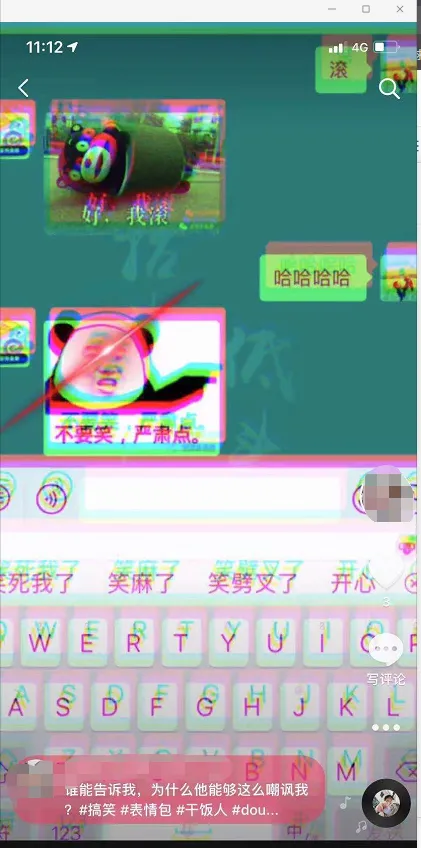 11:12
4G
滚
好，我滚
哈哈哈哈
不要笑，严肃点。
笑死我了 笑麻了 笑劈叉了 开心
W E R T Y U I
3
A S D F G H J K L
写评论
B N M
谁能告诉我，为什么他能够这么嘲讽我
？#搞笑 #表情包 #干饭人 #dou...
123
中